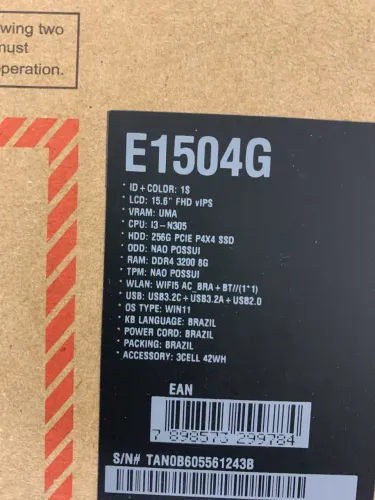 wing two
must
peration.
E1504G
* ID+COLOR: 1S
* LCD: 15.6" FHD vIPS
* VRAM: UMA
* CPU: I3-N305
* HDD: 256G PCIE P4X4 SSD
* ODD: NAO POSSUI
* RAM: DDR4 3200 8G
* TPM: NAO POSSUI
* WLAN: WIFI5 AC_BRA+BT//(1*1)
* USB: USB3.2C+USB3.2A+USB2.0
* OS TYPE: WIN11
* KB LANGUAGE: BRAZIL
* POWER CORD: BRAZIL
* PACKING: BRAZIL
* ACCESSORY: 3CELL 42WH
EAN
7 898573 299784
S/N# TAN0B605561243B